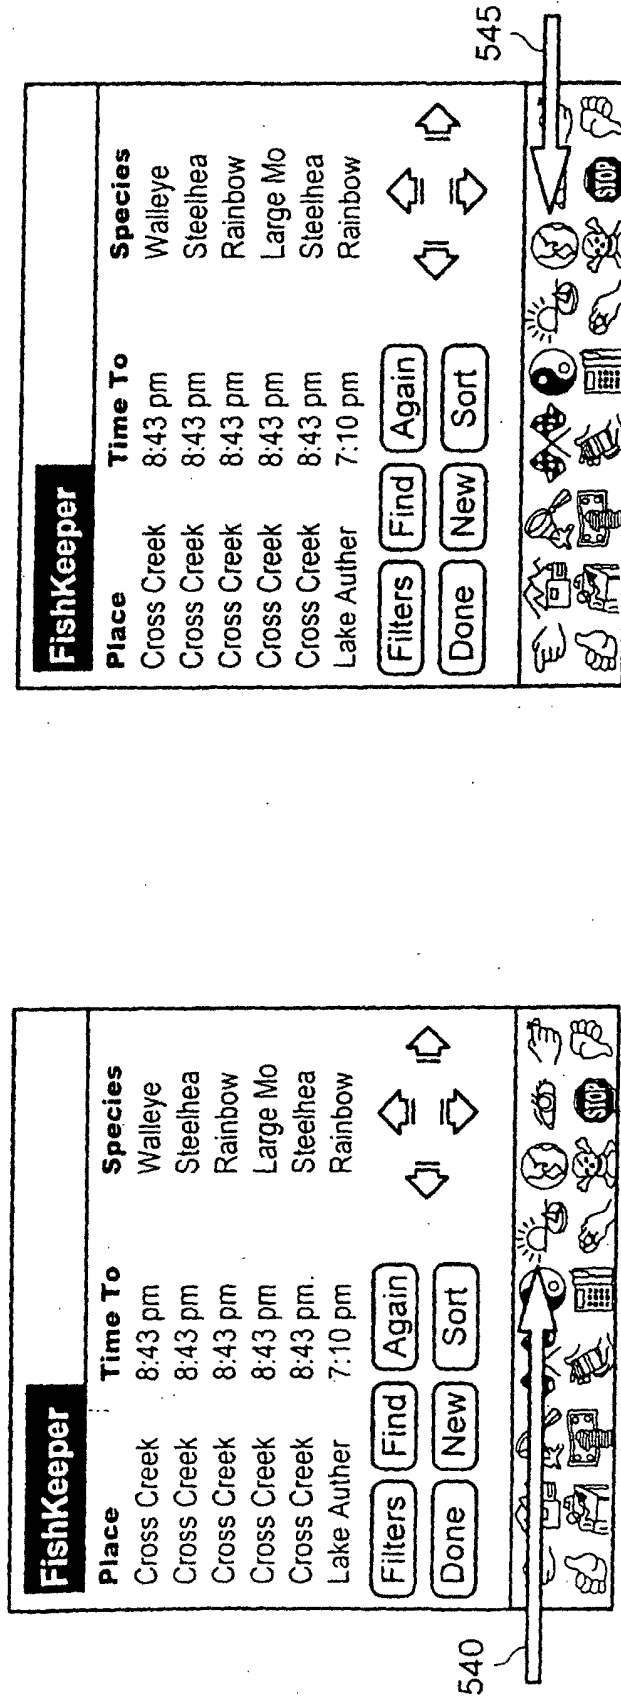 FishKeeper
Place Time To Species
Cross Creek 8:43 pm Walleye
Cross Creek 8:43 pm Steelhea
Cross Creek 8:43 pm Rainbow
Cross Creek 8:43 pm Large Mo
Cross Creek 8:43 pm. Steelhea
Lake Auther 7:10 pm Rainbow
Filters Find Again
Done New Sort
STOP
540
FishKeeper
Place Time To Species
Cross Creek 8:43 pm Walleye
Cross Creek 8:43 pm Steelhea
Cross Creek 8:43 pm Rainbow
Cross Creek 8:43 pm Large Mo
Cross Creek 8:43 pm Steelhea
Lake Auther 7:10 pm Rainbow
Filters Find Again
Done New Sort
STOP
545